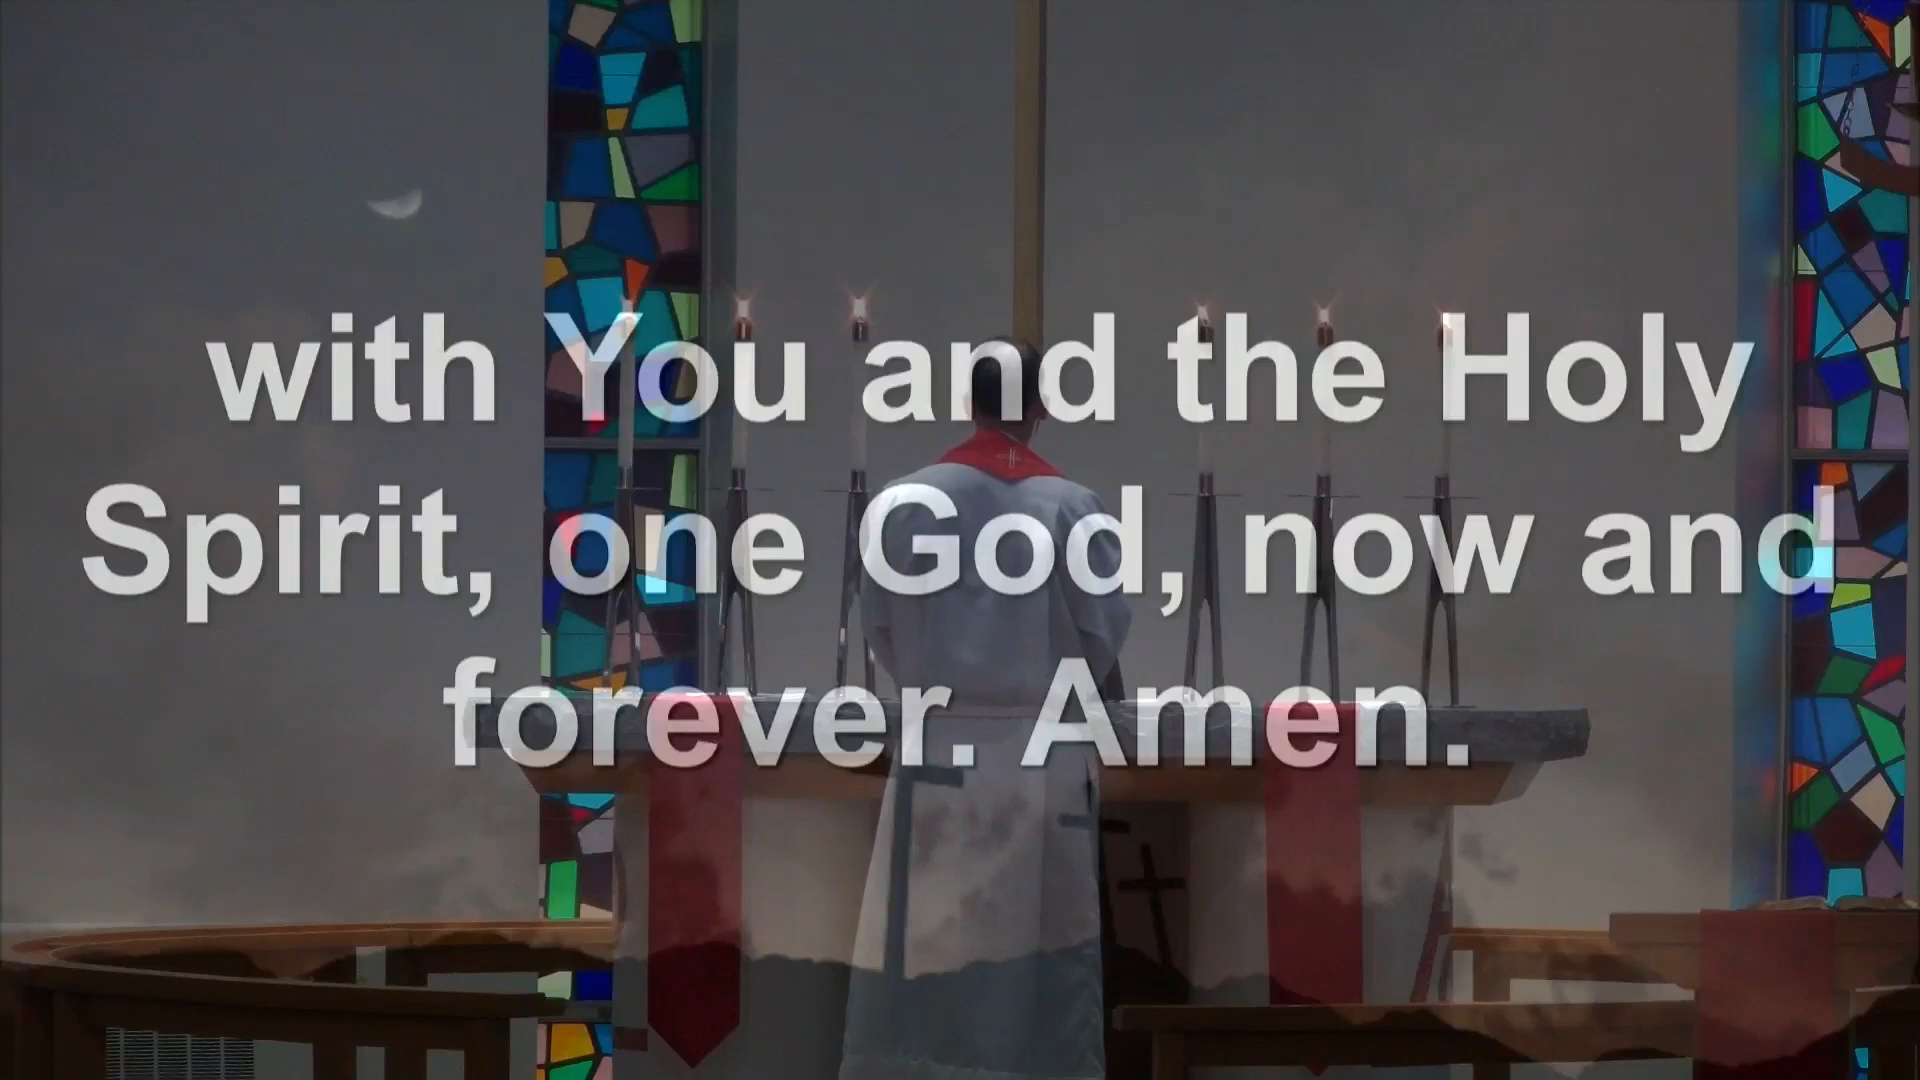 with You and the Holy
Spirit, one God, now and
forever. Amen.